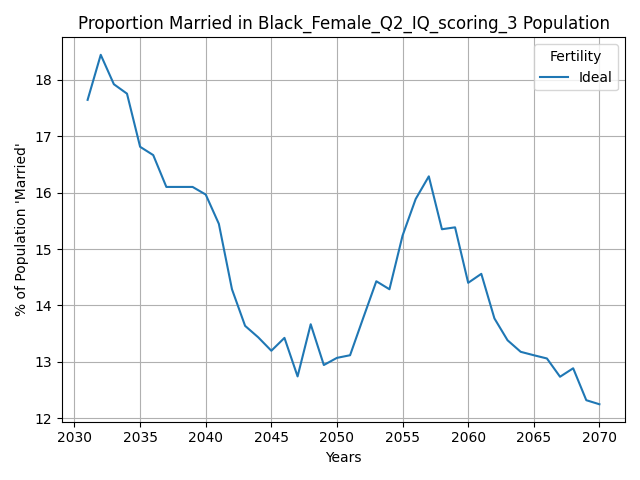 Proportion Married in Black_Female_Q2_IQ_scoring_3 Population
Fertility
Ideal
% of Population 'Married'
18
17
16
15
14
13
12
2030 2035 2040 2045 2050 2055 2060 2065 2070
Years